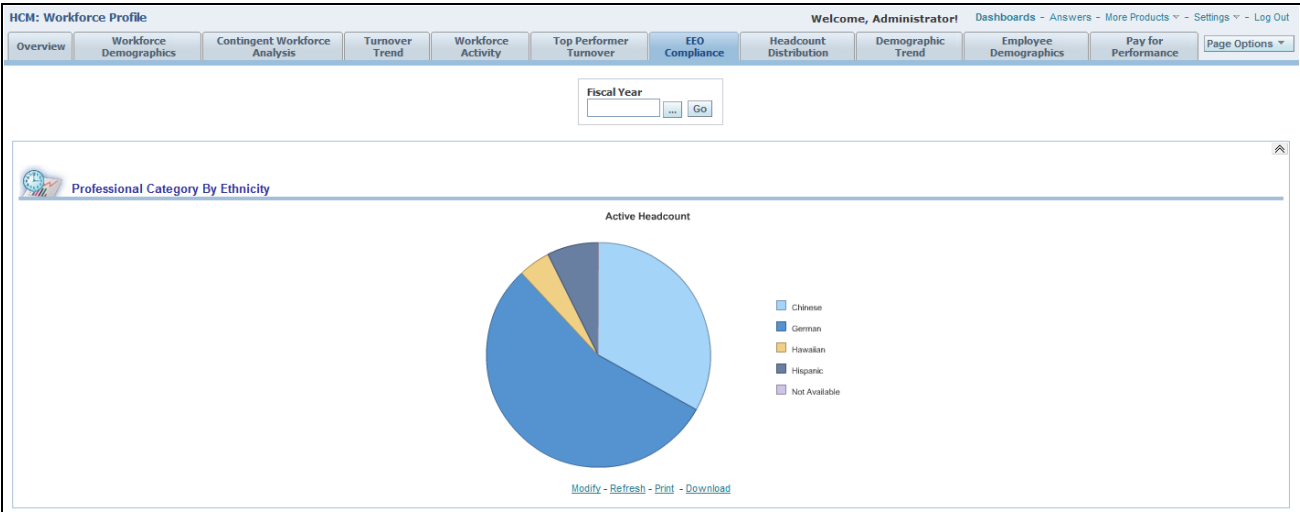 HCM: Workforce Profile
Welcome, Administrator! Dashboards - Answers - More Products - Settings - Log Out
Overview
Workforce
Demographics
Contingent Workforce
Analysis
Turnover
Trend
Workforce
Activity
Top Performer
Turnover
EEO
Compliance
Headcount
Distribution
Demographic
Trend
Employee
Demographics
Pay for
Performance
Page Options
Fiscal Year
... Go
Professional Category By Ethnicity
Active Headcount
Chinese
German
Hawaiian
Hispanic
Not Available
Modify - Refresh - Print - Download